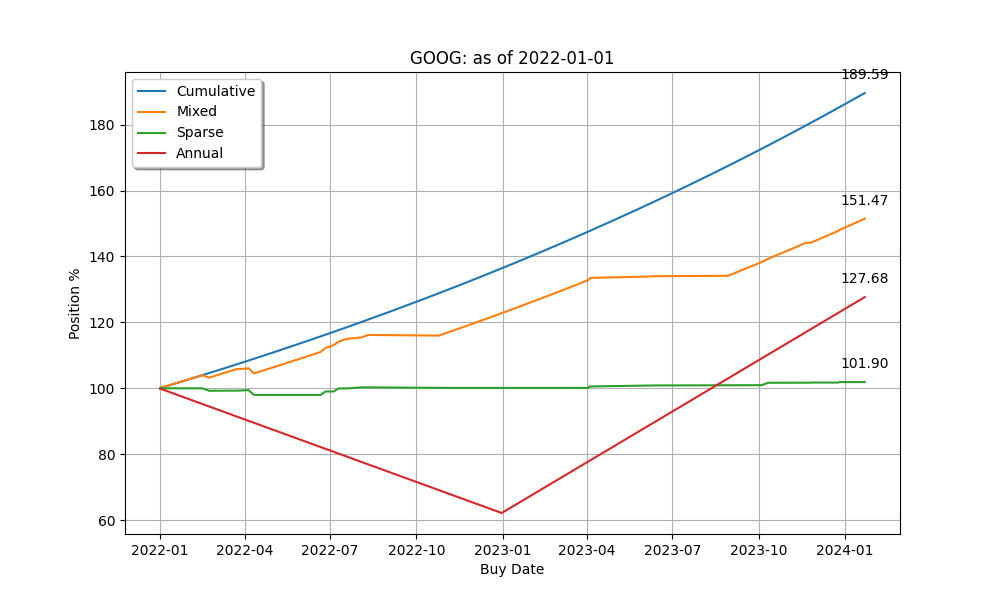 GOOG: as of 2022-01-01
189.59
Cumulative
Mixed
Sparse
Annual
151.47
127.68
101.90
180
160
140
120
100
80
60
Position %
2022-01 2022-04 2022-07 2022-10 2023-01 2023-04 2023-07 2023-10 2024-01
Buy Date